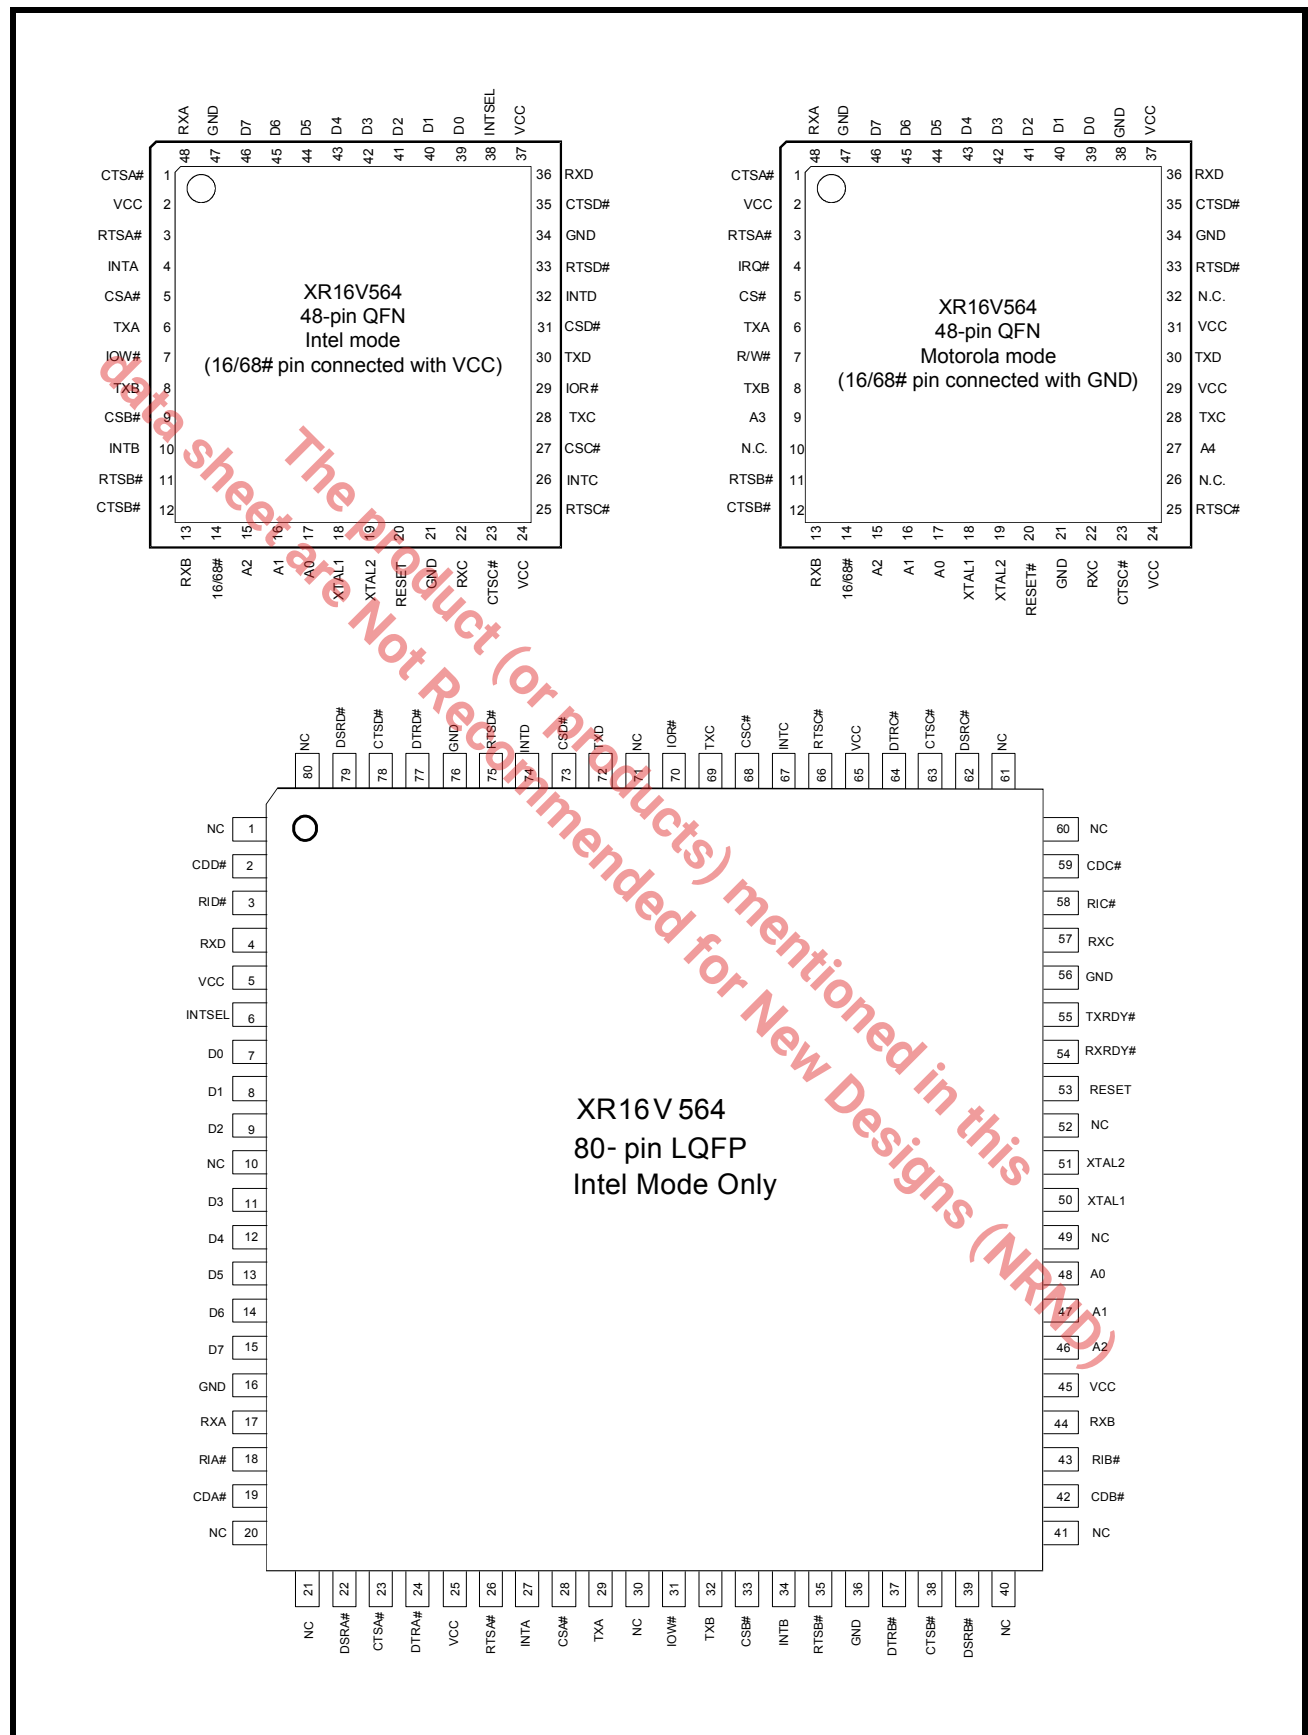 RXA GND D7 D6 D5 D4 D3 D2 D1 D0 INTSEL VCC
48 47 46 45 44 43 42 41 40 39 38 37
CTSA# 1 36 RXD
VCC 2 35 CTSD#
RTSA# 3 34 GND
INTA 4 33 RTSD#
CSA# 5 32 INTD
TXA 6 31 CSD#
IOW# 7 30 TXD
TXB 8 29 IOR#
CSB# 9 28 TXC
INTB 10 27 CSC#
RTSB# 11 26 INTC
CTSB# 12 25 RTSC#
XR16V564
48-pin QFN
Intel mode
(16/68# pin connected with VCC)
13 14 15 16 17 18 19 20 21 22 23 24
RXB 16/68# A2 A1 A0 XTAL1 XTAL2 RESET GND RXC CTSC# VCC
RXA GND D7 D6 D5 D4 D3 D2 D1 D0 GND VCC
48 47 46 45 44 43 42 41 40 39 38 37
CTSA# 1 36 RXD
VCC 2 35 CTSD#
RTSA# 3 34 GND
IRQ# 4 33 RTSD#
CS# 5 32 N.C.
TXA 6 31 VCC
R/W# 7 30 TXD
TXB 8 29 VCC
A3 9 28 TXC
N.C. 10 27 A4
RTSB# 11 26 N.C.
CTSB# 12 25 RTSC#
XR16V564
48-pin QFN
Motorola mode
(16/68# pin connected with GND)
13 14 15 16 17 18 19 20 21 22 23 24
RXB 16/68# A2 A1 A0 XTAL1 XTAL2 RESET# GND RXC CTSC# VCC
The product (or products) mentioned in this
data sheet are Not Recommended for New Designs (NRND)
NC DSRD# CTSD# DTRD# GND RTSD# INTD CSD# TXD NC IOR# TXC CSC# INTC RTSC# VCC DTRC# CTSC# DSRC# NC
80 79 78 77 76 75 74 73 72 71 70 69 68 67 66 65 64 63 62 61
NC 1 60 NC
CDD# 2 59 CDC#
RID# 3 58 RIC#
RXD 4 57 RXC
VCC 5 56 GND
INTSEL 6 55 TXRDY#
D0 7 54 RXRDY#
D1 8 53 RESET
D2 9 52 NC
NC 10 51 XTAL2
D3 11 50 XTAL1
D4 12 49 NC
D5 13 48 A0
D6 14 47 A1
D7 15 46 A2
GND 16 45 VCC
RXA 17 44 RXB
RIA# 18 43 RIB#
CDA# 19 42 CDB#
NC 20 41 NC
XR16V 564
80- pin LQFP
Intel Mode Only
21 22 23 24 25 26 27 28 29 30 31 32 33 34 35 36 37 38 39 40
NC DSRA# CTSA# DTRA# VCC RTSA# INTA CSA# TXA NC IOW# TXB CSB# INTB RTSB# GND DTRB# CTSB# DSRB# NC